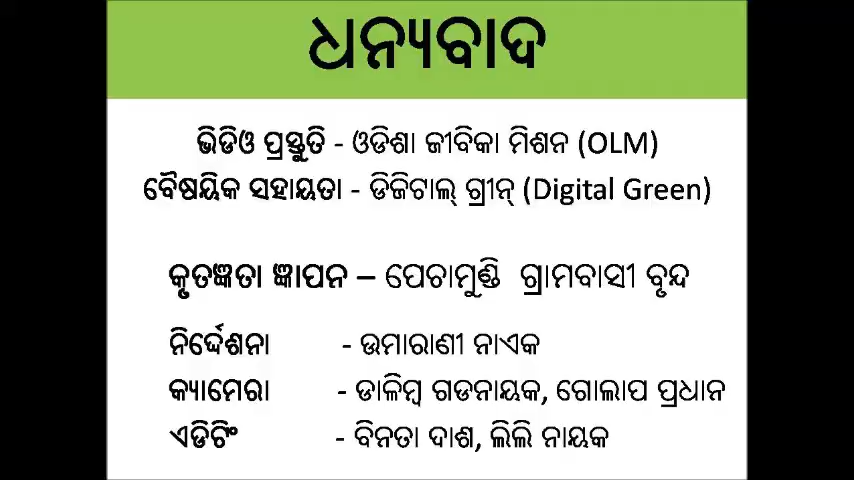 ଧନ୍ୟବାଦ
ଭିଡିଓ ପ୍ରସ୍ତୁତି - ଓଡିଶା ଜୀବିକା ମିଶନ (OLM)
ବୈଷୟିକ ସହାୟତା - ଡିଜିଟାଲ୍ ଗ୍ରୀନ୍ (Digital Green)
କୃତଜ୍ଞତା ଜ୍ଞାପନ – ପେଚାମୁଣ୍ଡି ଗ୍ରାମବାସୀ ବୃନ୍ଦ
ନିର୍ଦ୍ଦେଶନା - ଉମାରାଣୀ ନାଏକ
କ୍ୟାମେରା - ଡାଳିମ୍ବ ଗଡନାୟକ, ଗୋଲାପ ପ୍ରଧାନ
ଏଡିଟିଂ - ବିନତା ଦାଶ, ଲିଲି ନାୟକ